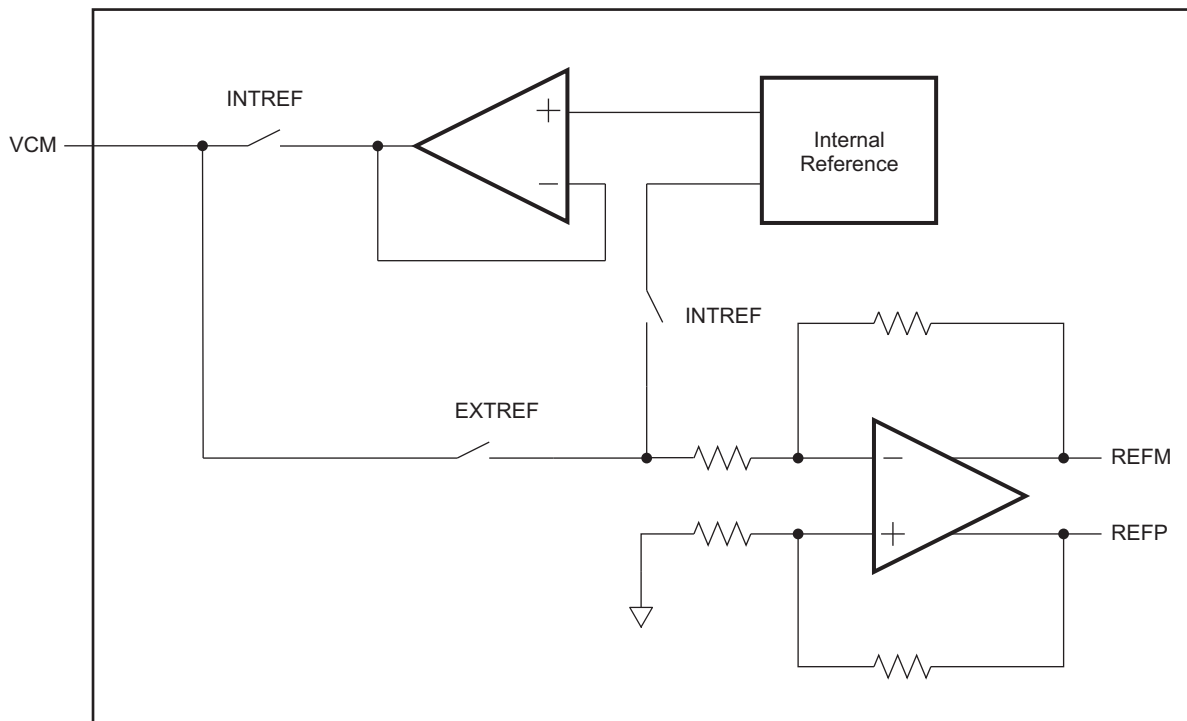 INTREF
VCM
+
−
Internal
Reference
INTREF
EXTREF
−
REFM
+
REFP